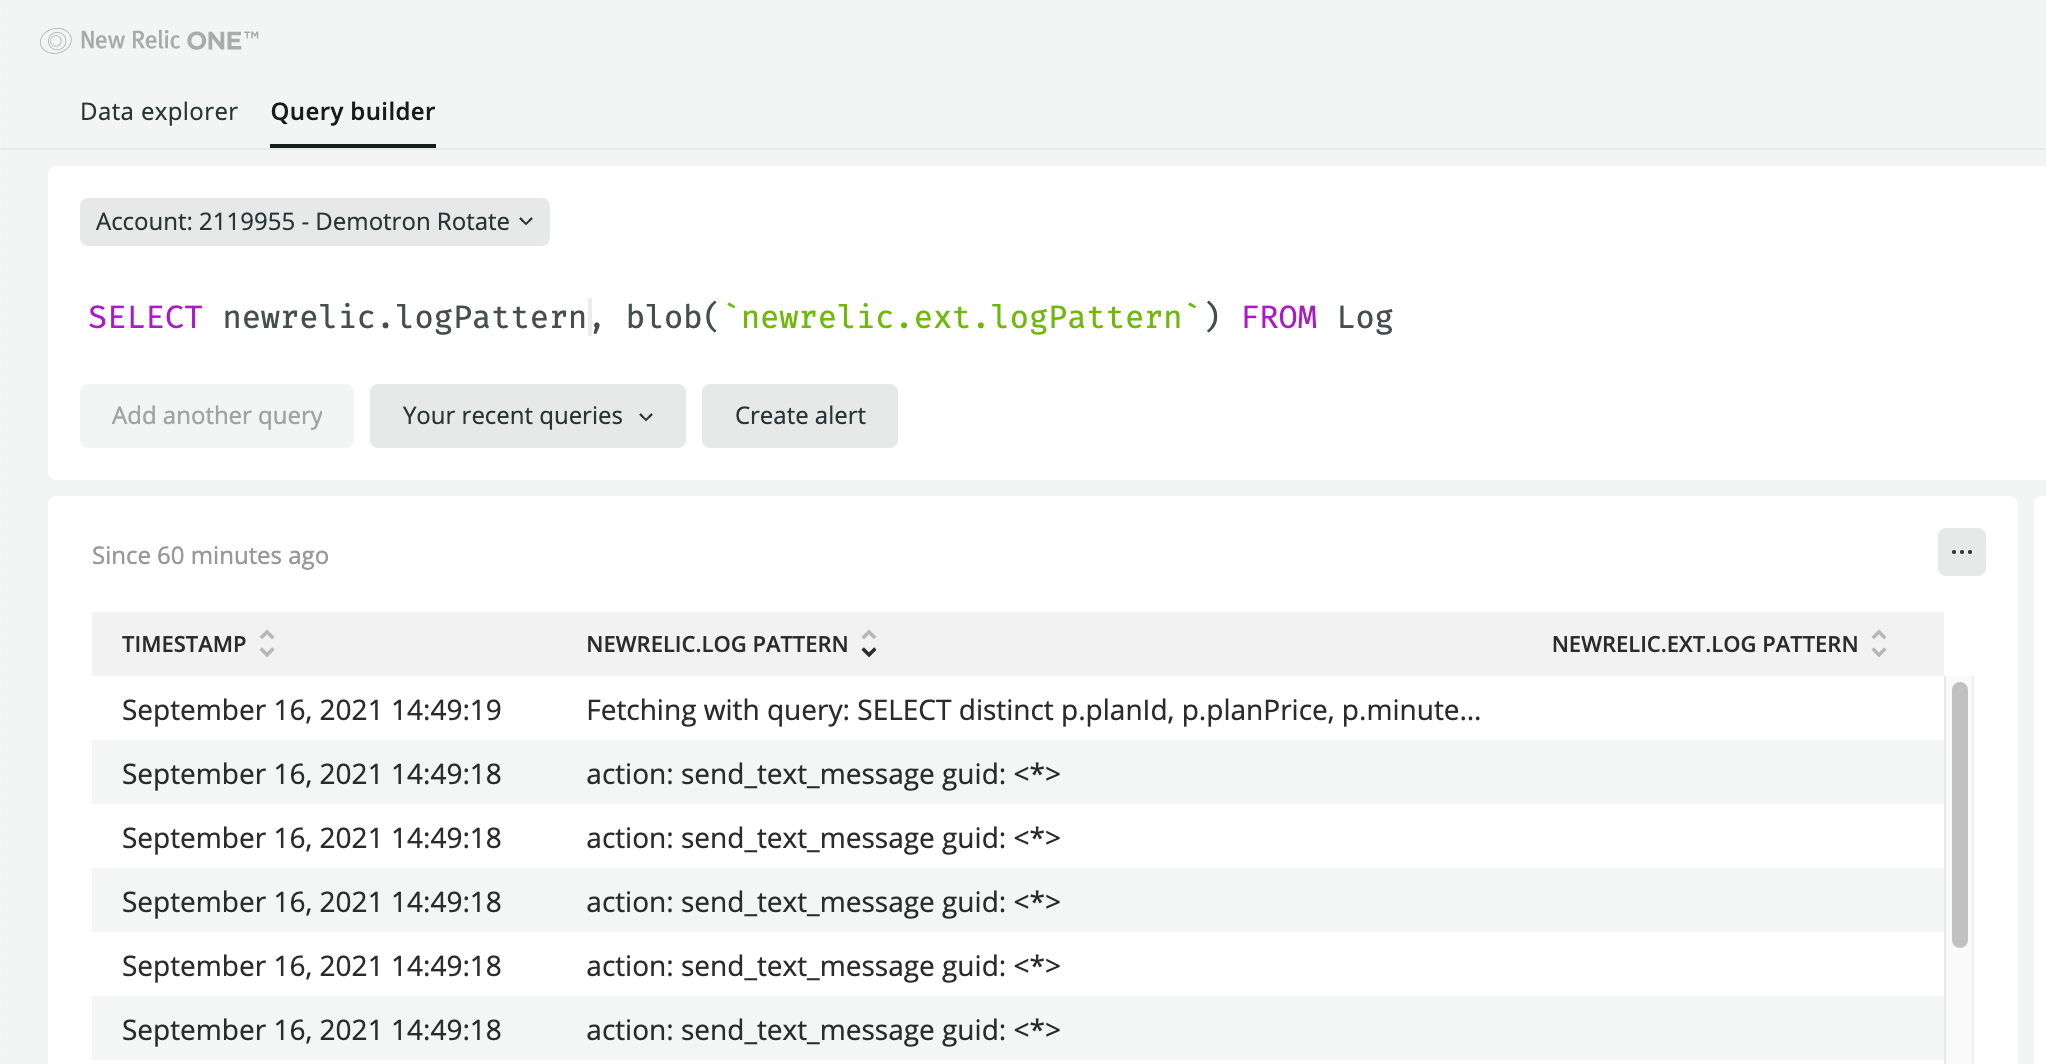 New Relic ONE™
Data explorer Query builder
Account: 2119955 - Demotron Rotate
SELECT newrelic.logPattern, blob(`newrelic.ext.logPattern`) FROM Log
Add another query Your recent queries Create alert
Since 60 minutes ago
...
TIMESTAMP NEWRELIC.LOG PATTERN NEWRELIC.EXT.LOG PATTERN
September 16, 2021 14:49:19 Fetching with query: SELECT distinct p.planId, p.planPrice, p.minute...
September 16, 2021 14:49:18 action: send_text_message guid: <*>
September 16, 2021 14:49:18 action: send_text_message guid: <*>
September 16, 2021 14:49:18 action: send_text_message guid: <*>
September 16, 2021 14:49:18 action: send_text_message guid: <*>
September 16, 2021 14:49:18 action: send_text_message guid: <*>